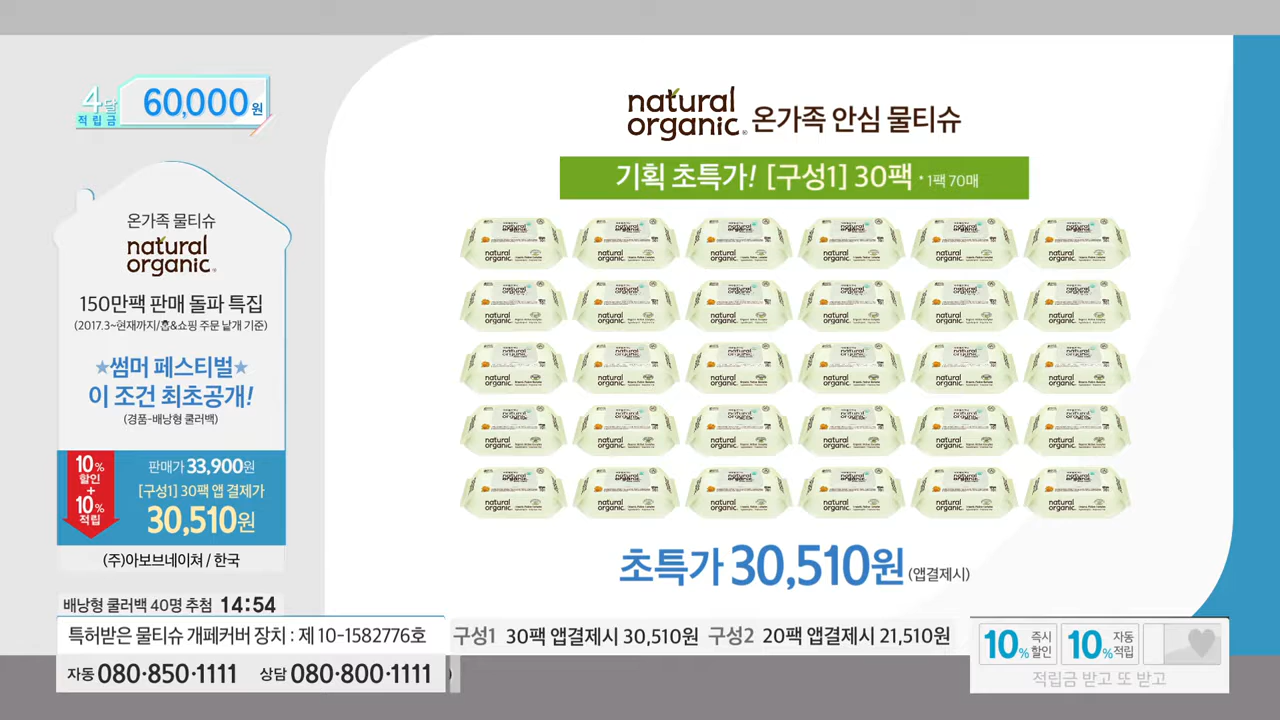 4달
적립금
60,000원
natural
organic® 온가족 안심 물티슈
기획 초특가! [구성1] 30팩 · 1팩 70매
온가족 물티슈
natural
organic®
150만팩 판매 돌파 특집
(2017.3~현재까지/홈&쇼핑 주문 낱개 기준)
★썸머 페스티벌★
이 조건 최초공개!
(경품-배낭형 쿨러백)
10%
할인
+
10%
적립
판매가 33,900원
[구성1] 30팩 앱 결제가
30,510원
(주)아보브네이쳐 / 한국
natural
organic.
초특가 30,510원 (앱결제시)
배낭형 쿨러백 40명 추첨 14:54
특허받은 물티슈 개폐커버 장치 : 제 10-1582776호
구성1 30팩 앱결제시 30,510원 구성2 20팩 앱결제시 21,510원
자동 080·850·1111 상담 080·800·1111
10% 즉시할인
10% 자동적립
적립금 받고 또 받고